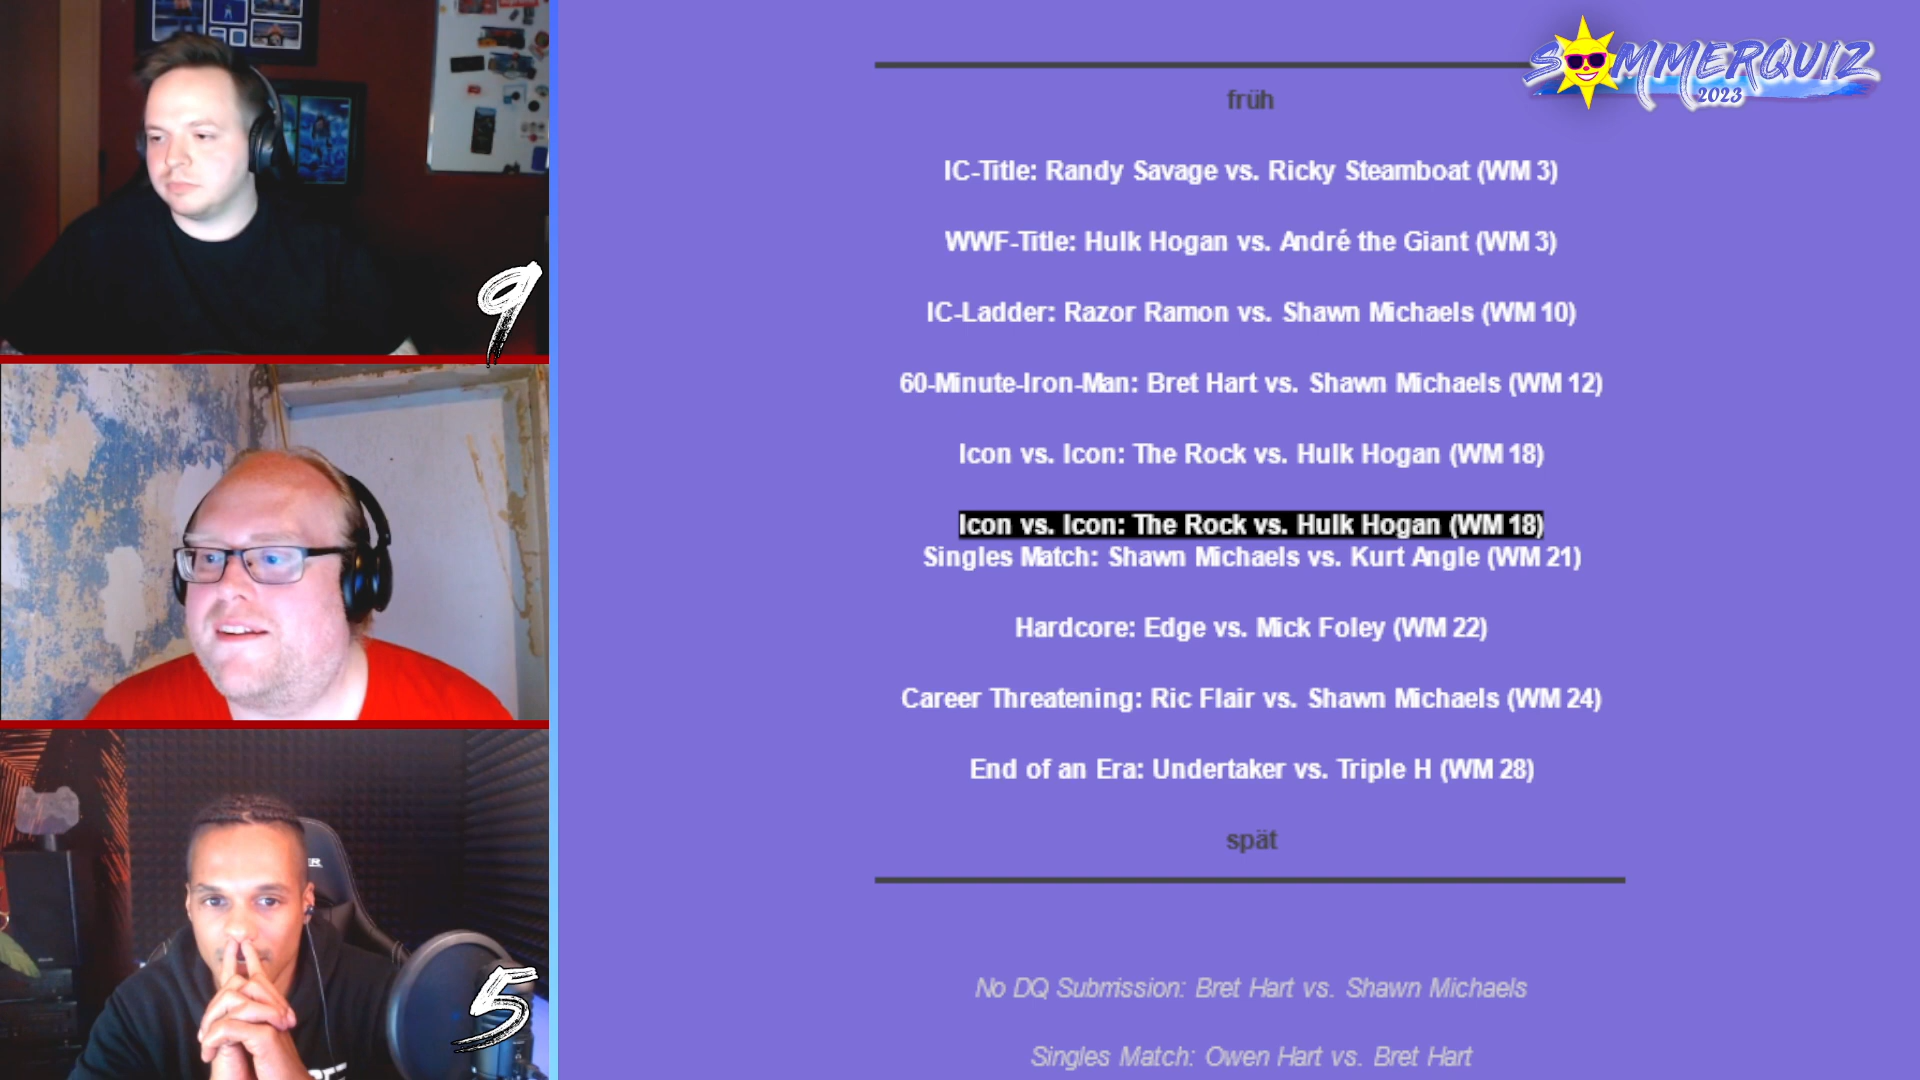 SOMMERQUIZ
2023
früh
IC-Title: Randy Savage vs. Ricky Steamboat (WM 3)
WWF-Title: Hulk Hogan vs. André the Giant (WM 3)
IC-Ladder: Razor Ramon vs. Shawn Michaels (WM 10)
60-Minute-Iron-Man: Bret Hart vs. Shawn Michaels (WM 12)
Icon vs. Icon: The Rock vs. Hulk Hogan (WM 18)
Icon vs. Icon: The Rock vs. Hulk Hogan (WM 18)
Singles Match: Shawn Michaels vs. Kurt Angle (WM 21)
Hardcore: Edge vs. Mick Foley (WM 22)
Career Threatening: Ric Flair vs. Shawn Michaels (WM 24)
End of an Era: Undertaker vs. Triple H (WM 28)
spät
No DQ Submission: Bret Hart vs. Shawn Michaels
Singles Match: Owen Hart vs. Bret Hart
9
5